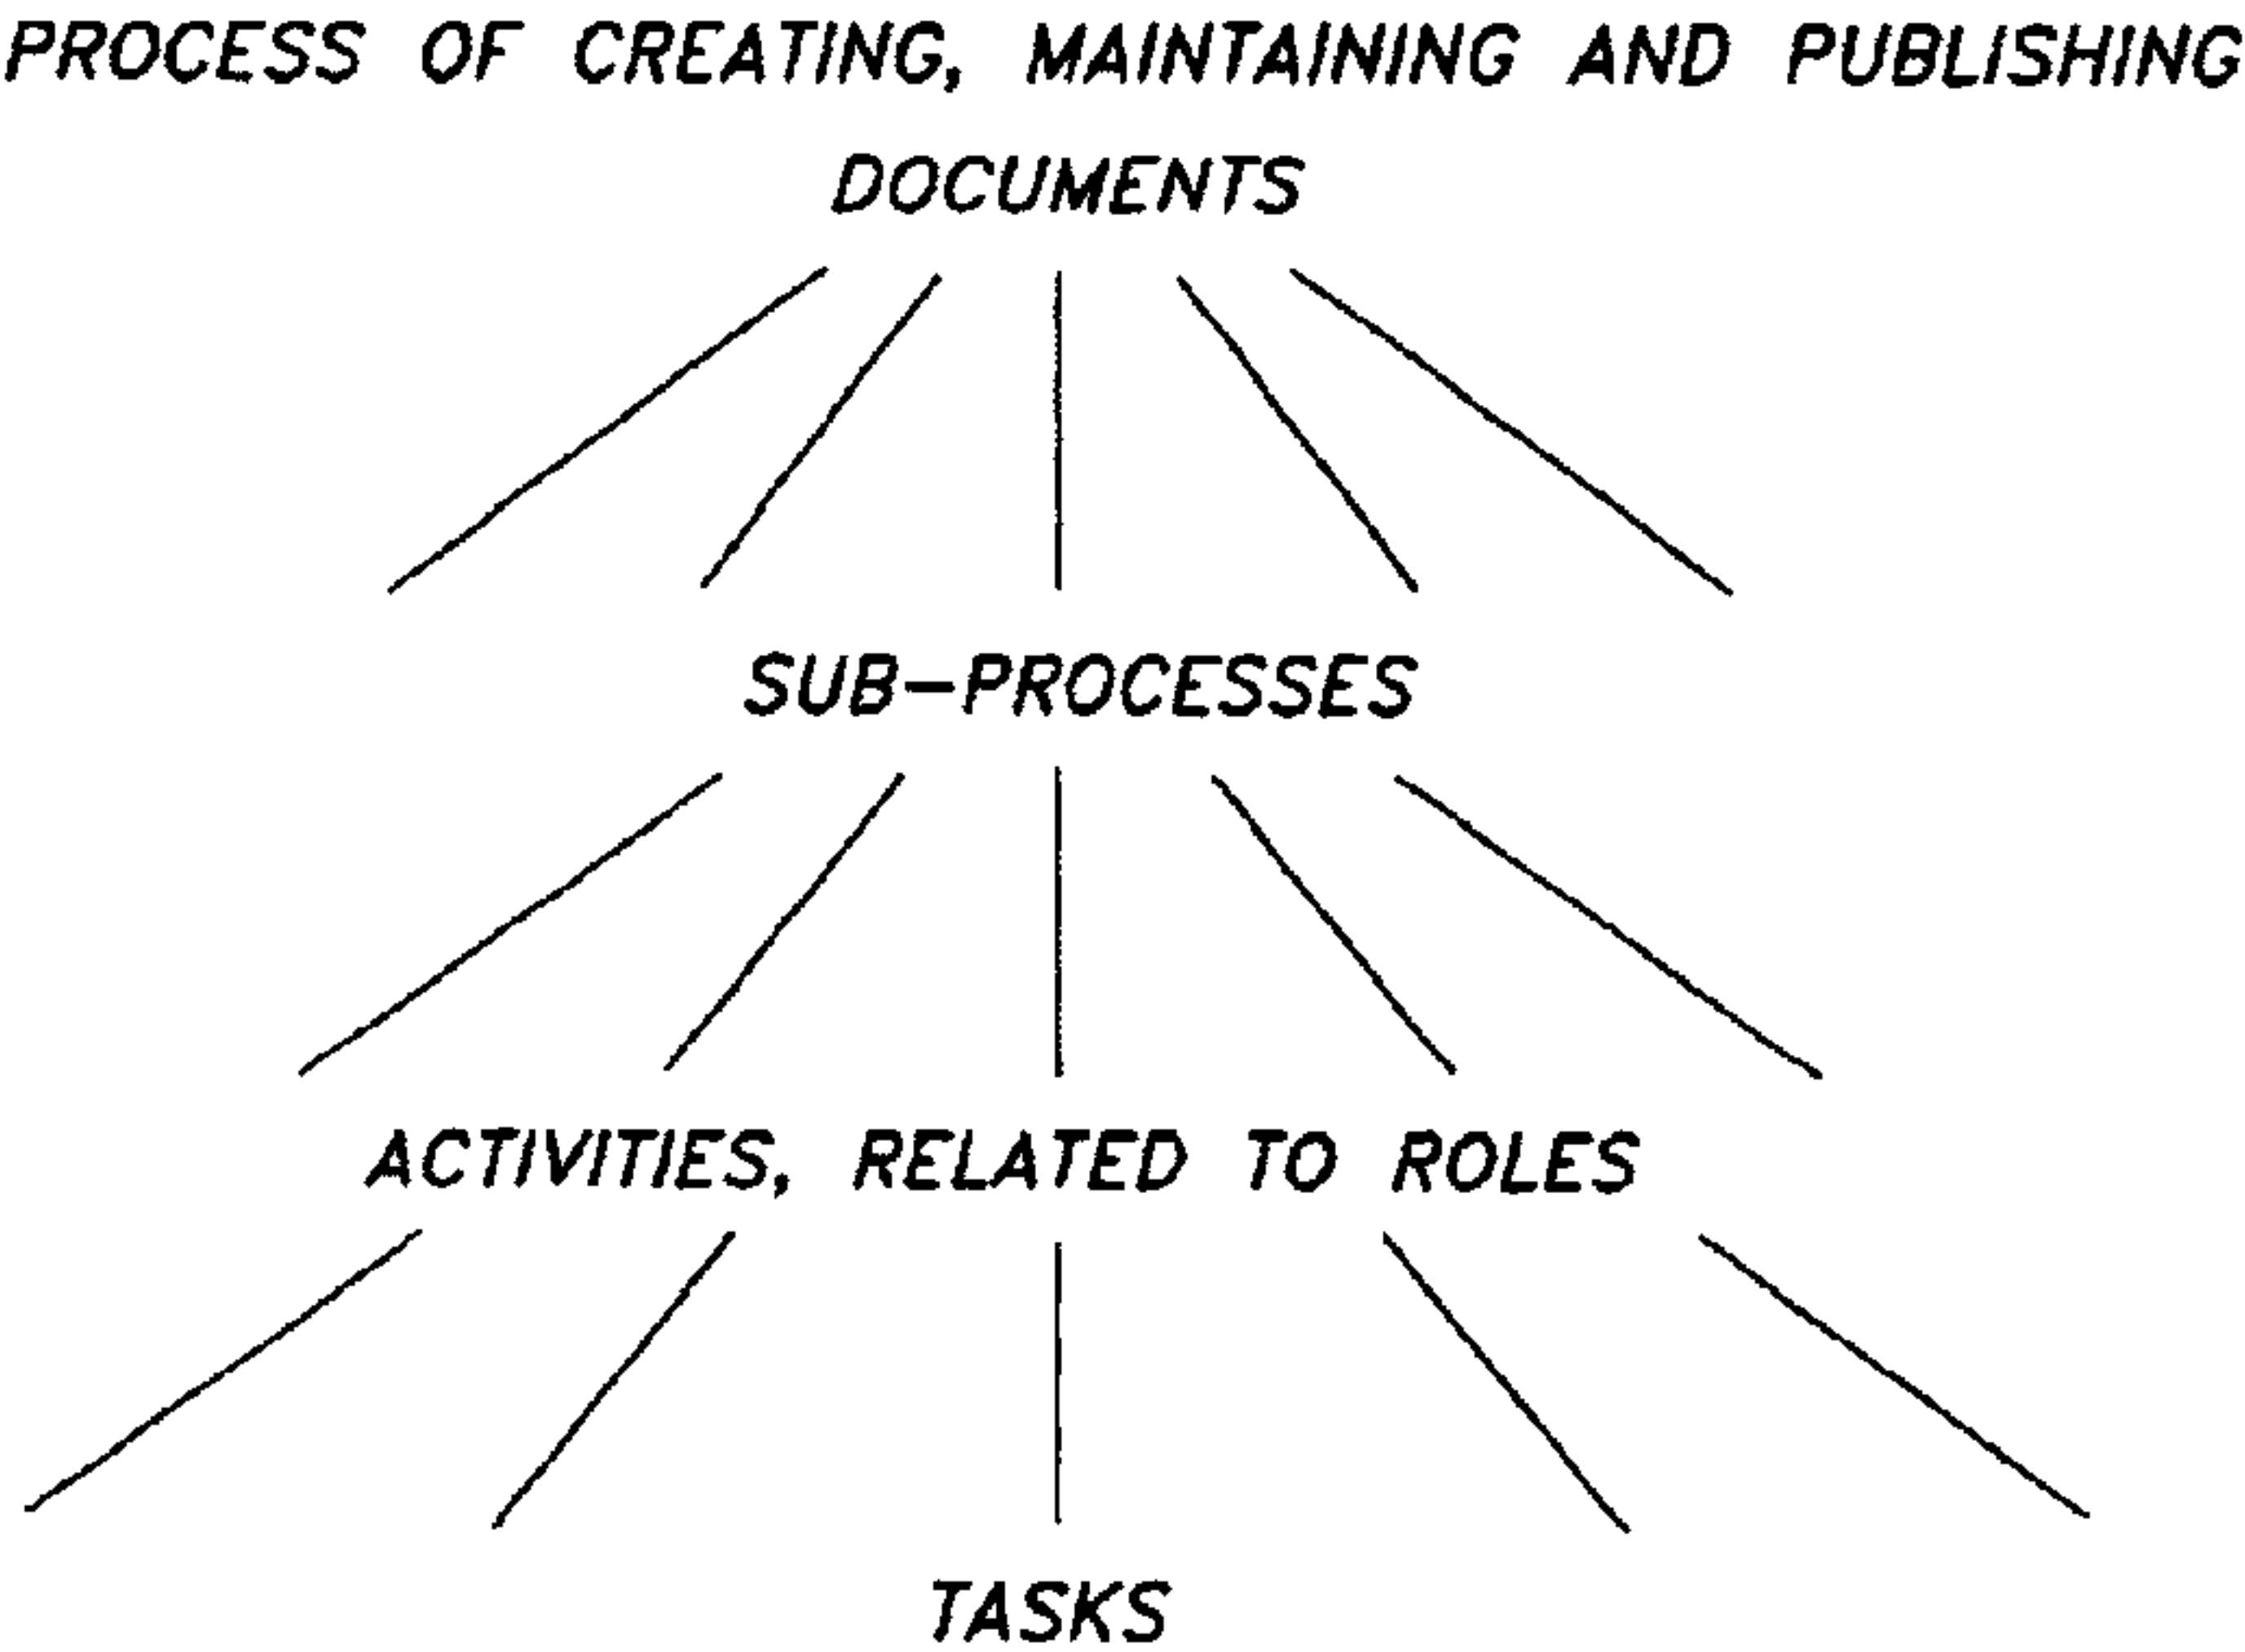 PROCESS OF CREATING, MAINTAINING AND PUBLISHING
DOCUMENTS
SUB-PROCESSES
ACTIVITIES, RELATED TO ROLES
TASKS